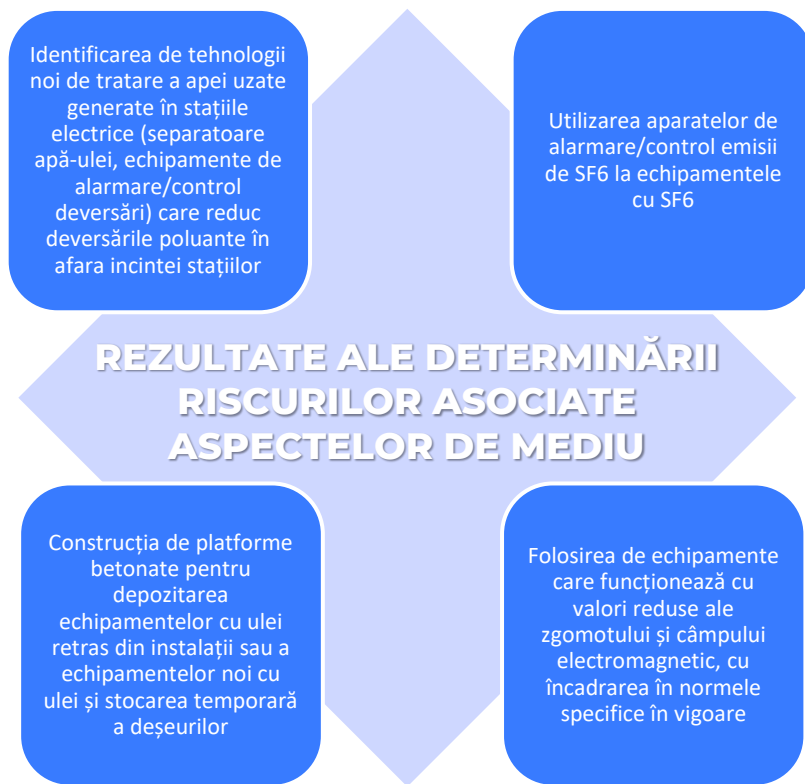 Identificarea de tehnologii
noi de tratare a apei uzate
generate în stațiile
electrice (separatoare
apă-ulei, echipamente de
alarmare/control
deversări) care reduc
deversările poluante în
afara incintei stațiilor
Utilizarea aparatelor de
alarmare/control emisii
de SF6 la echipamentele
cu SF6
REZULTATE ALE DETERMINĂRII
RISCURILOR ASOCIATE
ASPECTELOR DE MEDIU
Construcția de platforme
betonate pentru
depozitarea
echipamentelor cu ulei
retras din instalații sau a
echipamentelor noi cu
ulei și stocarea temporară
a deșeurilor
Folosirea de echipamente
care funcționează cu
valori reduse ale
zgomotului și câmpului
electromagnetic, cu
încadrarea în normele
specifice în vigoare